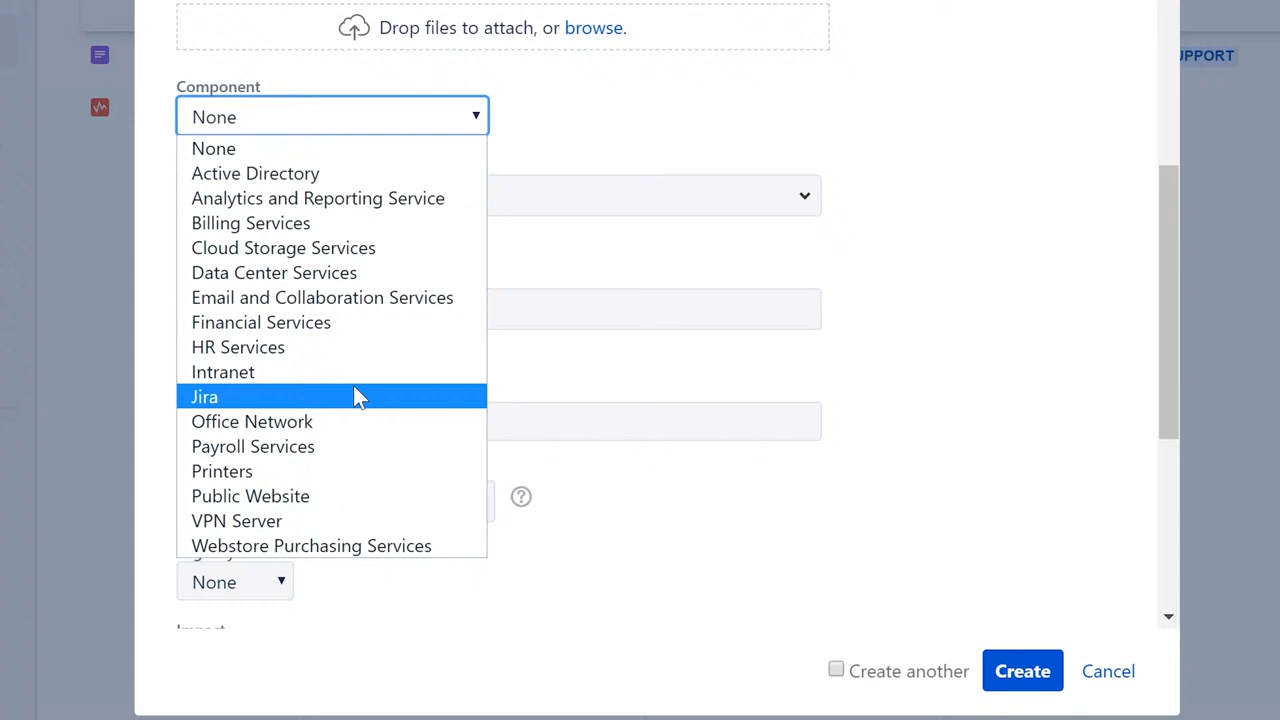 Drop files to attach, or browse.
UPPORT
Component
None
None
Active Directory
Analytics and Reporting Service
Billing Services
Cloud Storage Services
Data Center Services
Email and Collaboration Services
Financial Services
HR Services
Intranet
Jira
Office Network
Payroll Services
Printers
Public Website
VPN Server
Webstore Purchasing Services
None
Impact
Create another
Create
Cancel